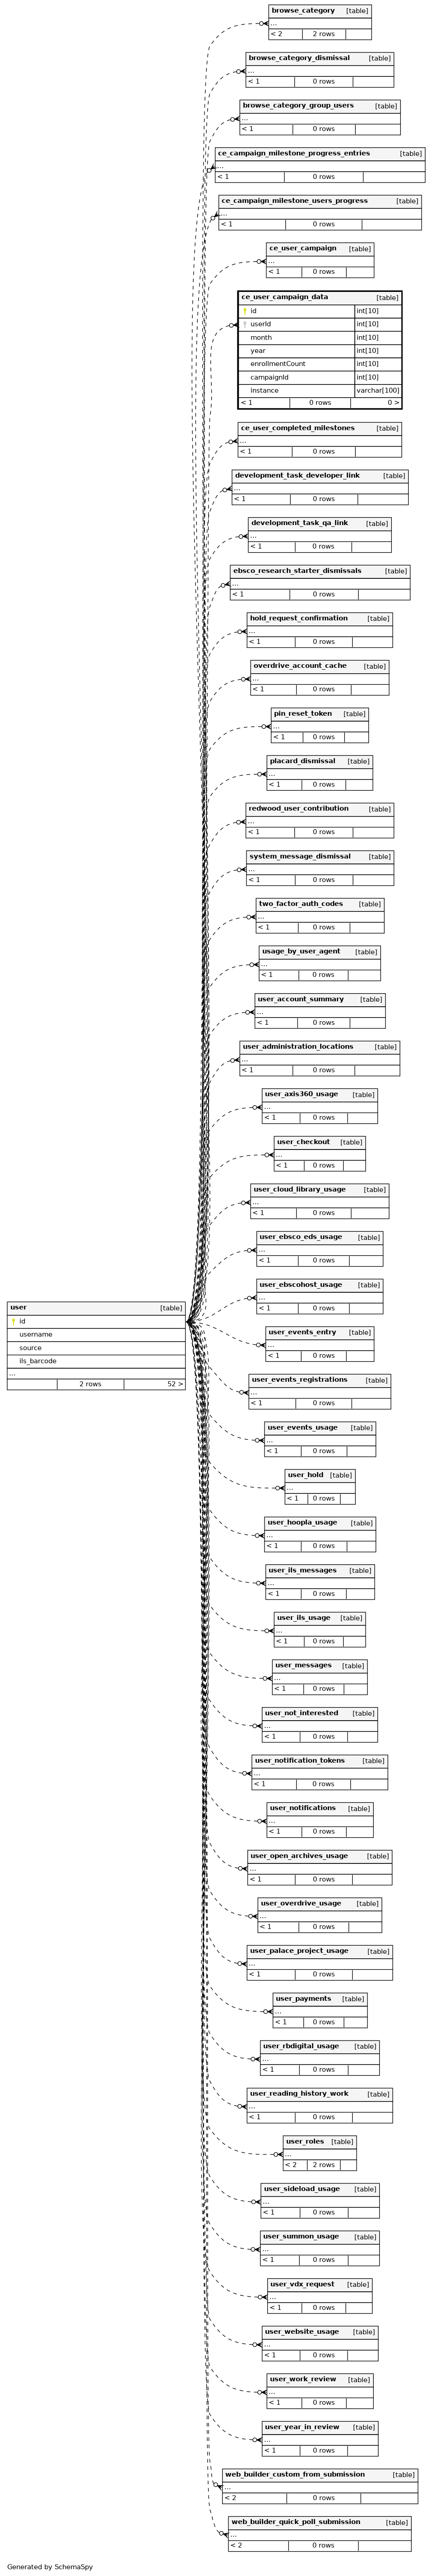 browse_category [table]
...
< 2 2 rows
browse_category_dismissal [table]
...
< 1 0 rows
browse_category_group_users [table]
...
< 1 0 rows
ce_campaign_milestone_progress_entries [table]
...
< 1 0 rows
ce_campaign_milestone_users_progress [table]
...
< 1 0 rows
ce_user_campaign [table]
...
< 1 0 rows
ce_user_campaign_data [table]
id int[10]
userId int[10]
month int[10]
year int[10]
enrollmentCount int[10]
campaignId int[10]
instance varchar[100]
< 1 0 rows 0 >
ce_user_completed_milestones [table]
...
< 1 0 rows
development_task_developer_link [table]
...
< 1 0 rows
development_task_qa_link [table]
...
< 1 0 rows
ebsco_research_starter_dismissals [table]
...
< 1 0 rows
hold_request_confirmation [table]
...
< 1 0 rows
overdrive_account_cache [table]
...
< 1 0 rows
pin_reset_token [table]
...
< 1 0 rows
placard_dismissal [table]
...
< 1 0 rows
redwood_user_contribution [table]
...
< 1 0 rows
system_message_dismissal [table]
...
< 1 0 rows
two_factor_auth_codes [table]
...
< 1 0 rows
usage_by_user_agent [table]
...
< 1 0 rows
user_account_summary [table]
...
< 1 0 rows
user_administration_locations [table]
...
< 1 0 rows
user_axis360_usage [table]
...
< 1 0 rows
user_checkout [table]
...
< 1 0 rows
user_cloud_library_usage [table]
...
< 1 0 rows
user_ebsco_eds_usage [table]
...
< 1 0 rows
user_ebscohost_usage [table]
...
< 1 0 rows
user [table]
id
username
source
ils_barcode
...
2 rows 52 >
user_events_entry [table]
...
< 1 0 rows
user_events_registrations [table]
...
< 1 0 rows
user_events_usage [table]
...
< 1 0 rows
user_hold [table]
...
< 1 0 rows
user_hoopla_usage [table]
...
< 1 0 rows
user_ils_messages [table]
...
< 1 0 rows
user_ils_usage [table]
...
< 1 0 rows
user_messages [table]
...
< 1 0 rows
user_not_interested [table]
...
< 1 0 rows
user_notification_tokens [table]
...
< 1 0 rows
user_notifications [table]
...
< 1 0 rows
user_open_archives_usage [table]
...
< 1 0 rows
user_overdrive_usage [table]
...
< 1 0 rows
user_palace_project_usage [table]
...
< 1 0 rows
user_payments [table]
...
< 1 0 rows
user_rbdigital_usage [table]
...
< 1 0 rows
user_reading_history_work [table]
...
< 1 0 rows
user_roles [table]
...
< 2 2 rows
user_sideload_usage [table]
...
< 1 0 rows
user_summon_usage [table]
...
< 1 0 rows
user_vdx_request [table]
...
< 1 0 rows
user_website_usage [table]
...
< 1 0 rows
user_work_review [table]
...
< 1 0 rows
user_year_in_review [table]
...
< 1 0 rows
web_builder_custom_from_submission [table]
...
< 2 0 rows
web_builder_quick_poll_submission [table]
...
< 2 0 rows
Generated by SchemaSpy